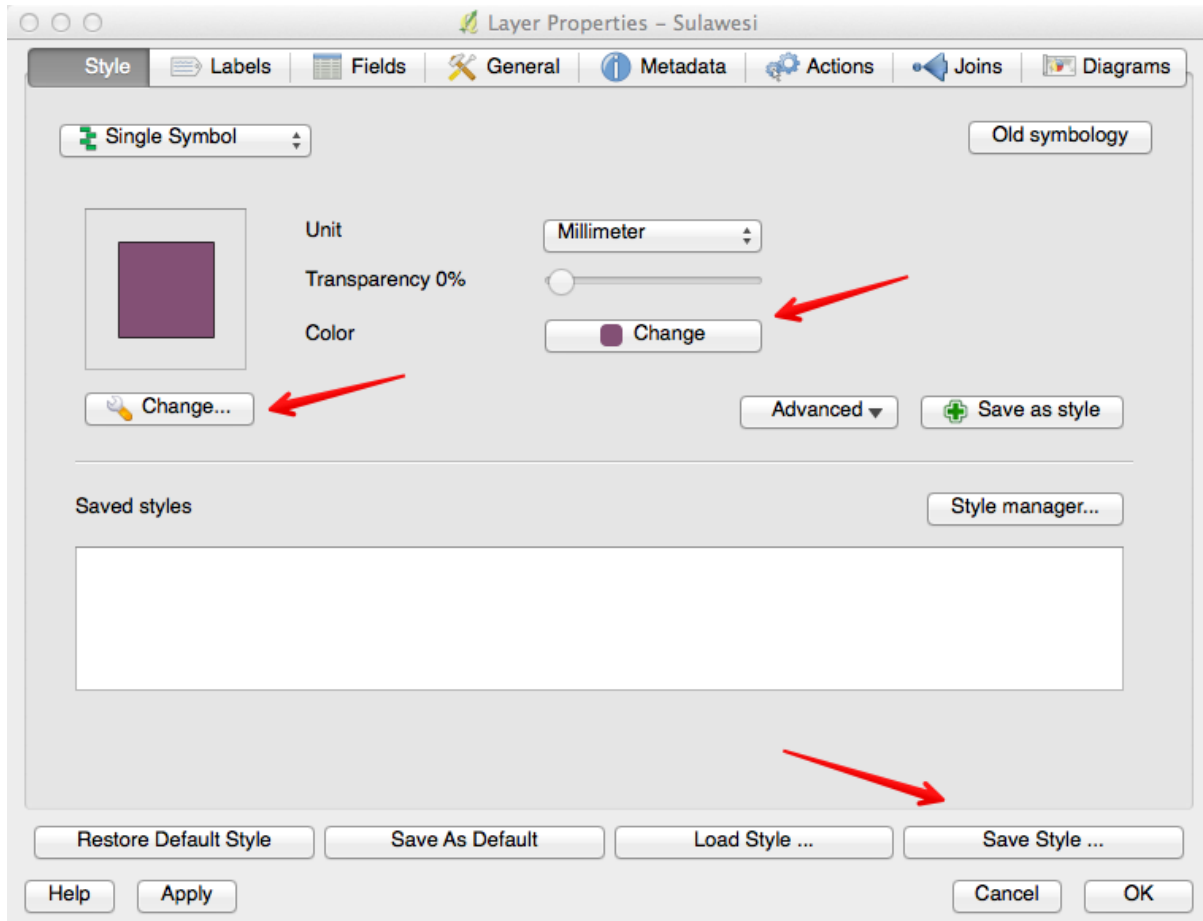 Layer Properties – Sulawesi
Style Labels Fields General Metadata Actions Joins Diagrams
Single Symbol Old symbology
Unit Millimeter
Transparency 0%
Color Change
Change... Advanced Save as style
Saved styles Style manager...
Restore Default Style Save As Default Load Style ... Save Style ...
Help Apply Cancel OK